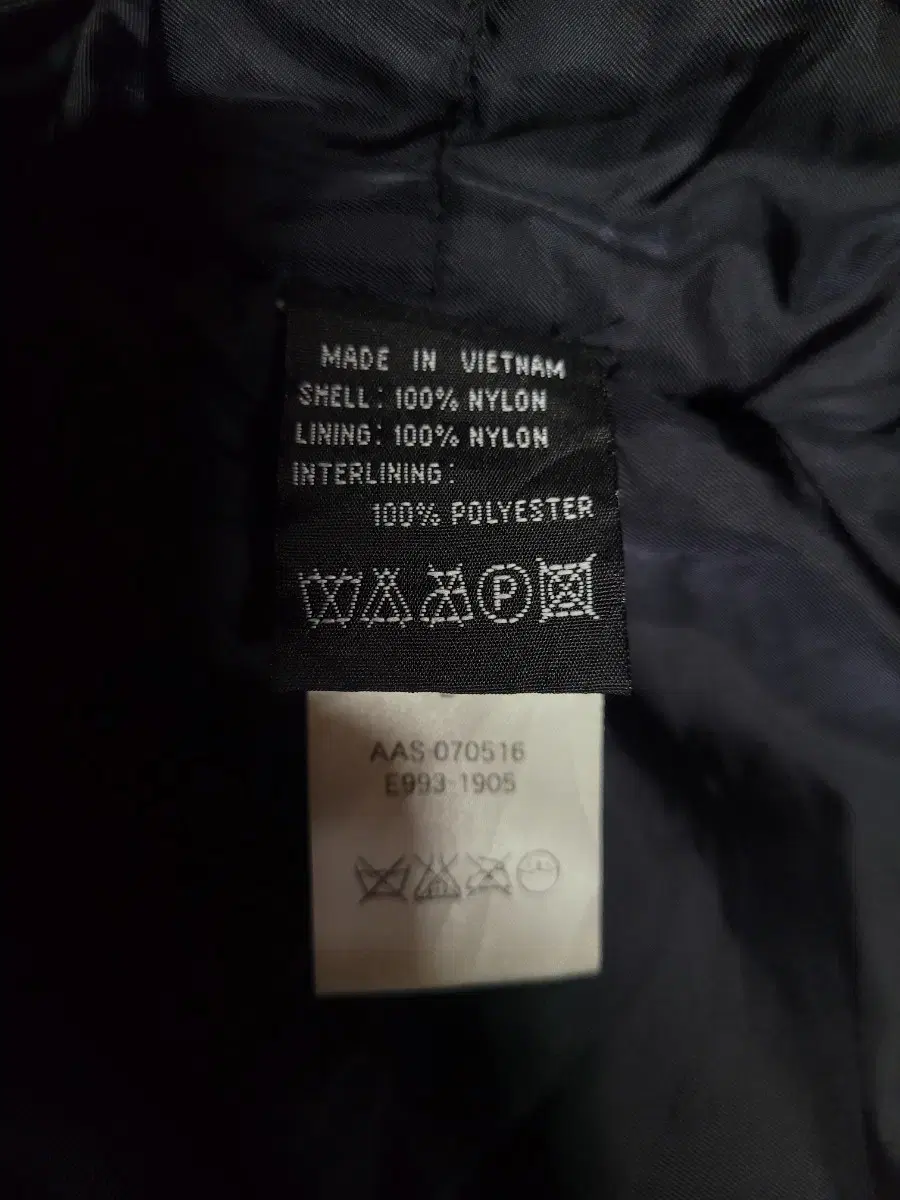 MADE IN VIETNAM
SHELL: 100% NYLON
LINING: 100% NYLON
INTERLINING:
100% POLYESTER
P
AAS-070516
E993-1905